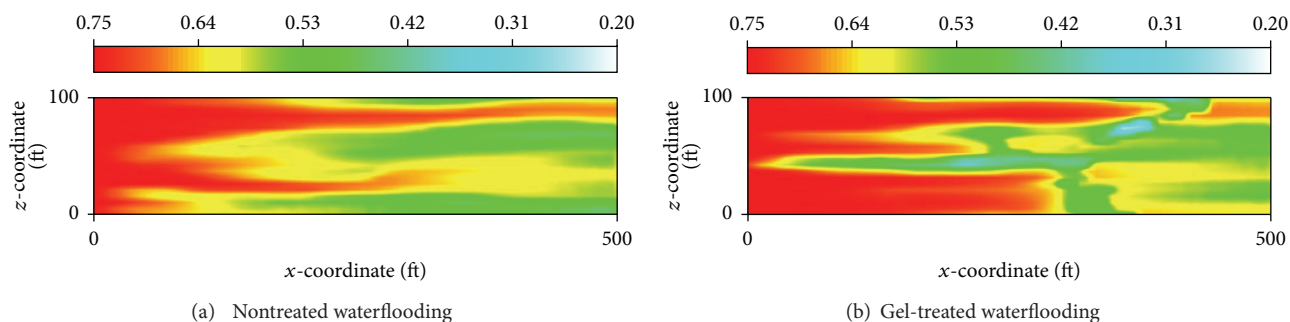 0.75 0.64 0.53 0.42 0.31 0.20
100
z-coordinate
(ft)
0
0 500
x-coordinate (ft)
(a) Nontreated waterflooding
0.75 0.64 0.53 0.42 0.31 0.20
100
z-coordinate
(ft)
0
0 500
x-coordinate (ft)
(b) Gel-treated waterflooding